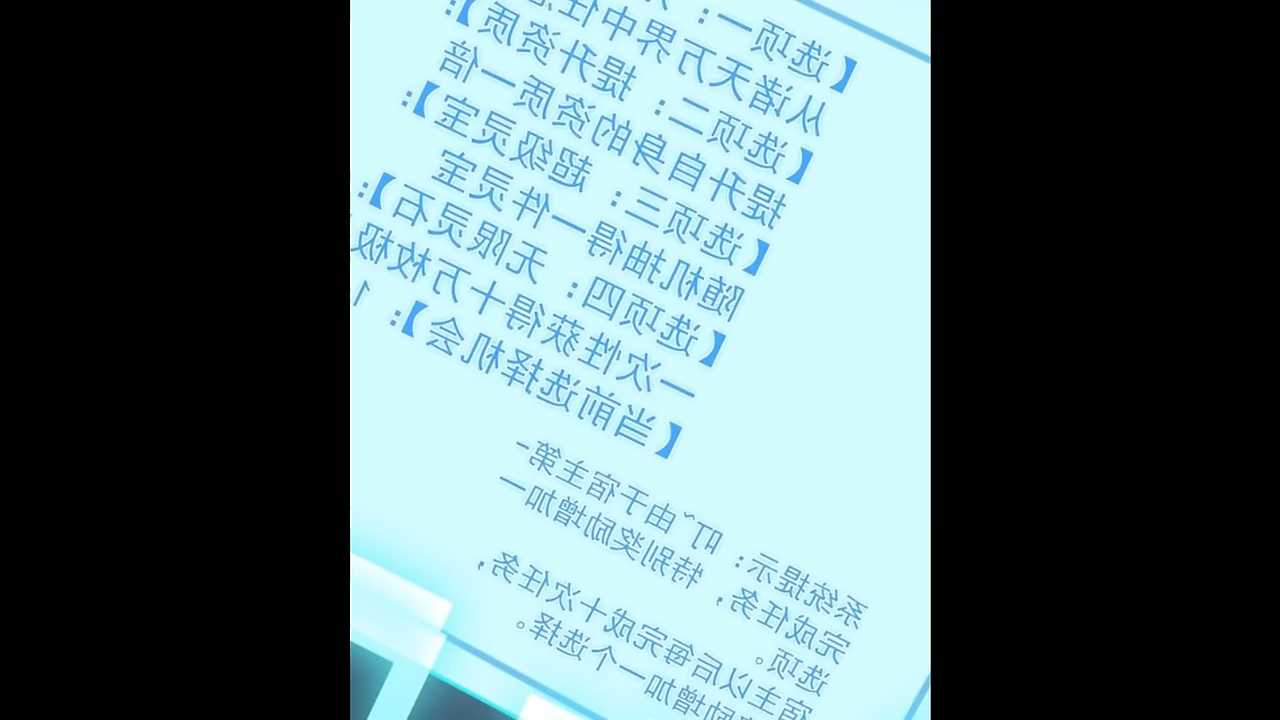 【选项一：
从诸天万界中任意
【选项二：提升资质】：
提升自身的资质一倍
【选项三：超级灵宝】：
随机抽得一件灵宝
【选项四：无限灵石】：
一次性获得十万枚极
【当前选择机会】：1
系统提示：叮~由于宿主第一
完成任务，特别奖励增加一
选项。
宿主以后每完成十次任务，
奖励增加一个选择。